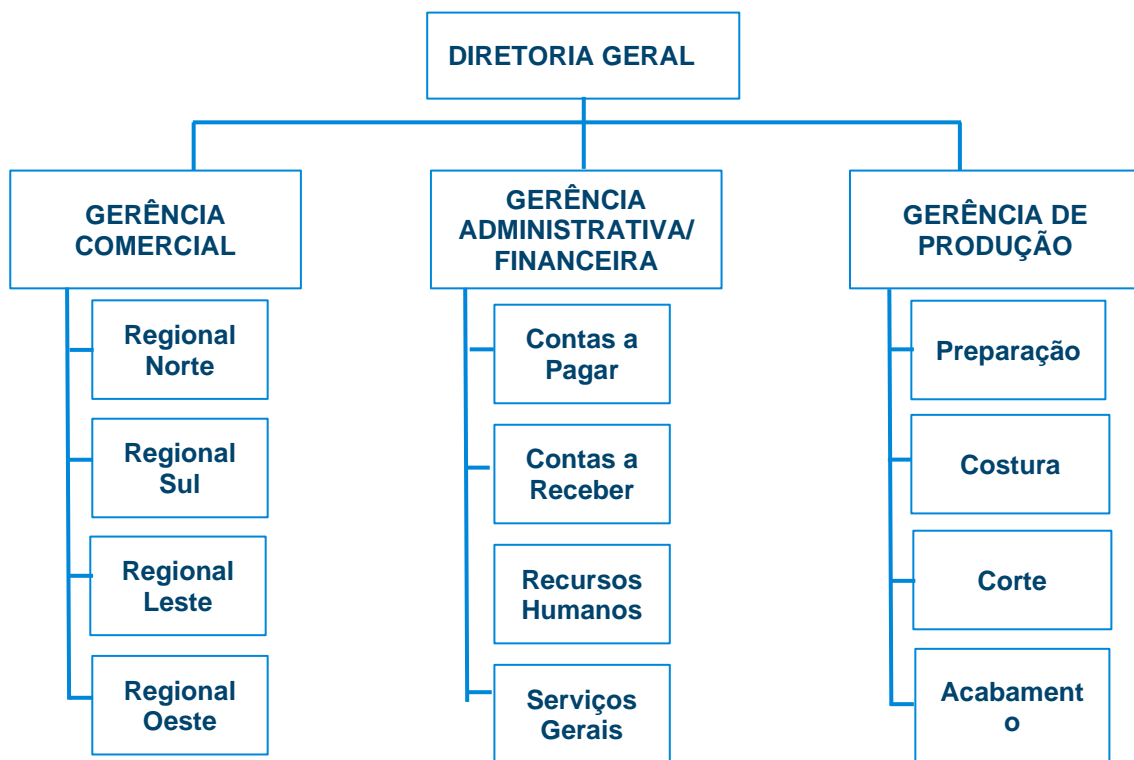 DIRETORIA GERAL
GERÊNCIA
COMERCIAL
Regional
Norte
Regional
Sul
Regional
Leste
Regional
Oeste
GERÊNCIA
ADMINISTRATIVA/
FINANCEIRA
Contas a
Pagar
Contas a
Receber
Recursos
Humanos
Serviços
Gerais
GERÊNCIA DE
PRODUÇÃO
Preparação
Costura
Corte
Acabament
o